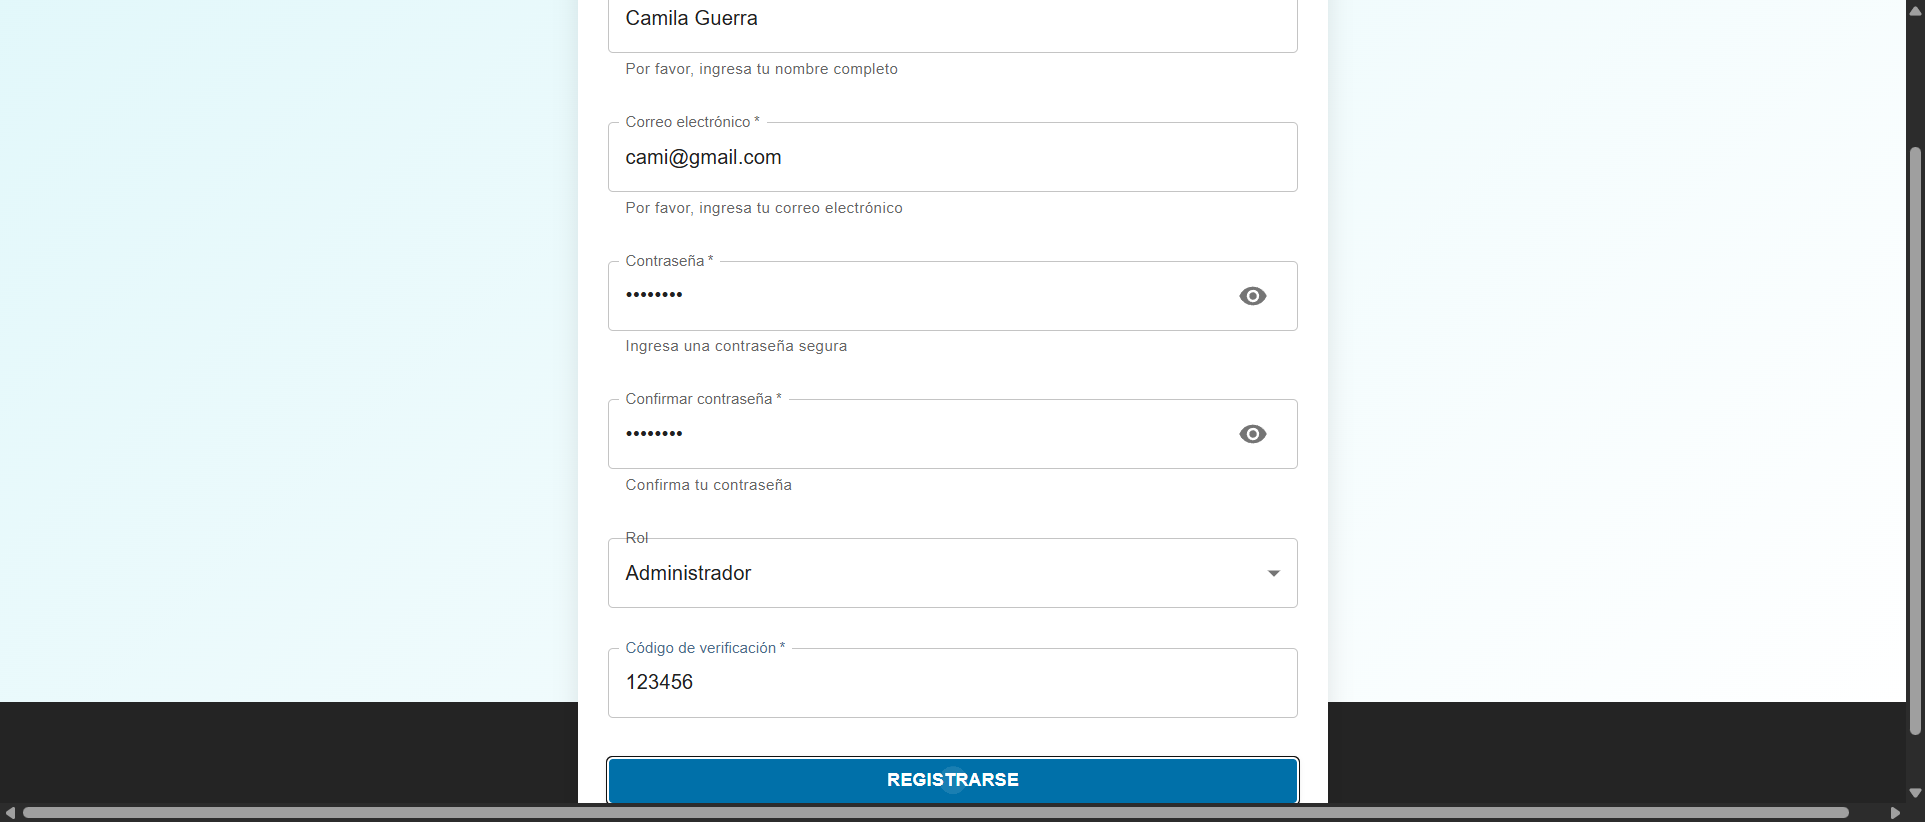 Camila Guerra
Por favor, ingresa tu nombre completo
Correo electrónico *
cami@gmail.com
Por favor, ingresa tu correo electrónico
Contraseña *
••••••••
Ingresa una contraseña segura
Confirmar contraseña *
••••••••
Confirma tu contraseña
Rol
Administrador
Código de verificación *
123456
REGISTRARSE